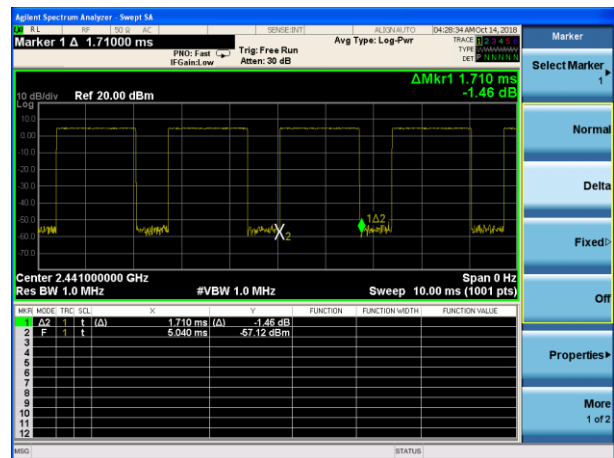 Agilent Spectrum Analyzer - Swept SA
RL RF 50 Ω AC SENSE:INT ALIGNAUTO 04:28:34 AM Oct 14, 2018
Marker 1 Δ 1.71000 ms
PNO: Fast
IFGain:Low
Trig: Free Run
Atten: 30 dB
Avg Type: Log-Pwr
TRACE 1 2 3 4 5 6
TYPE
DET P N N N N N
ΔMkr1 1.710 ms
-1.46 dB
10 dB/div Ref 20.00 dBm
Log
10.0
0.00
-10.0
-20.0
-30.0
-40.0
-50.0
-60.0
-70.0
X2
1Δ2
Center 2.441000000 GHz Span 0 Hz
Res BW 1.0 MHz #VBW 1.0 MHz Sweep 10.00 ms (1001 pts)
MKR MODE TRC SCL X Y FUNCTION FUNCTION WIDTH FUNCTION VALUE
1 Δ2 1 t (Δ) 1.710 ms (Δ) -1.46 dB
2 F 1 t 5.040 ms -57.12 dBm
3
4
5
6
7
8
9
10
11
12
MSG STATUS
Marker
Select Marker
1
Normal
Delta
Fixed
Off
Properties
More
1 of 2